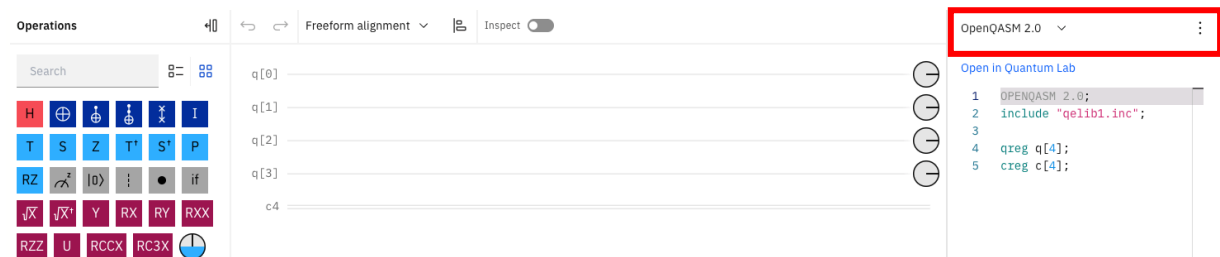 Operations
Freeform alignment
Inspect
OpenQASM 2.0
Search
Open in Quantum Lab
q[0]
q[1]
q[2]
q[3]
c4
H I
T S Z T† S† P
RZ z |0⟩ if
√X √X† Y RX RY RXX
RZZ U RCCX RC3X
1 OPENQASM 2.0;
2 include "qelib1.inc";
3
4 qreg q[4];
5 creg c[4];